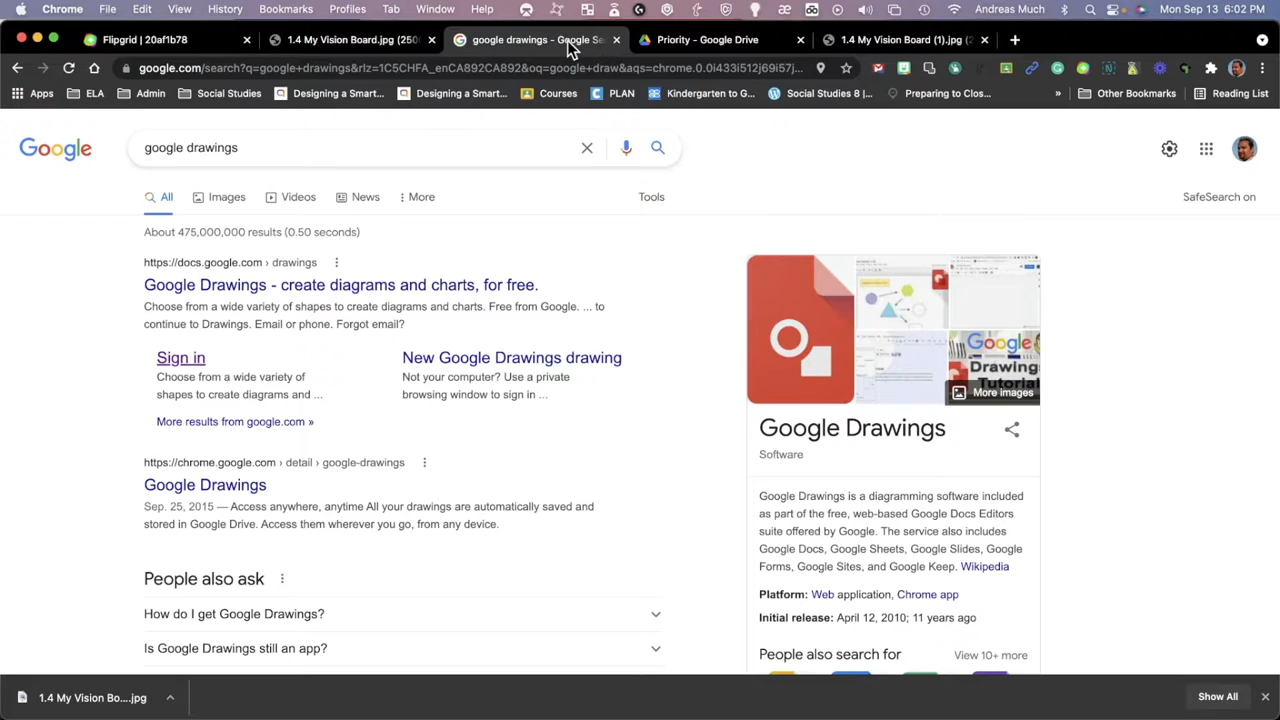 Chrome File Edit View History Bookmarks Profiles Tab Window Help Andreas Much Mon Sep 13 6:02 PM
Flipgrid | 20af1b78 1.4 My Vision Board.jpg (250 google drawings - Google Se Priority - Google Drive 1.4 My Vision Board (1).jpg (2
google.com/search?q=google+drawings&rlz=1C5CHFA_enCA892CA892&oq=google+draw&aqs=chrome.0.0i433i512j69i57j...
Apps ELA Admin Social Studies Designing a Smart... Designing a Smart... Courses PLAN Kindergarten to G... Social Studies 8 |... Preparing to Clos... » Other Bookmarks Reading List
Google google drawings
All Images Videos News More Tools SafeSearch on
About 475,000,000 results (0.50 seconds)
https://docs.google.com › drawings
Google Drawings - create diagrams and charts, for free.
Choose from a wide variety of shapes to create diagrams and charts. Free from Google. ... to
continue to Drawings. Email or phone. Forgot email?
Sign in
Choose from a wide variety of
shapes to create diagrams and ...
New Google Drawings drawing
Not your computer? Use a private
browsing window to sign in ...
More results from google.com »
https://chrome.google.com › detail › google-drawings
Google Drawings
Sep. 25, 2015 — Access anywhere, anytime All your drawings are automatically saved and
stored in Google Drive. Access them wherever you go, from any device.
People also ask
How do I get Google Drawings?
Is Google Drawings still an app?
Google
Drawing
Tutorial
More images
Google Drawings
Software
Google Drawings is a diagramming software included
as part of the free, web-based Google Docs Editors
suite offered by Google. The service also includes
Google Docs, Google Sheets, Google Slides, Google
Forms, Google Sites, and Google Keep. Wikipedia
Platform: Web application, Chrome app
Initial release: April 12, 2010; 11 years ago
People also search for View 10+ more
1.4 My Vision Bo....jpg Show All